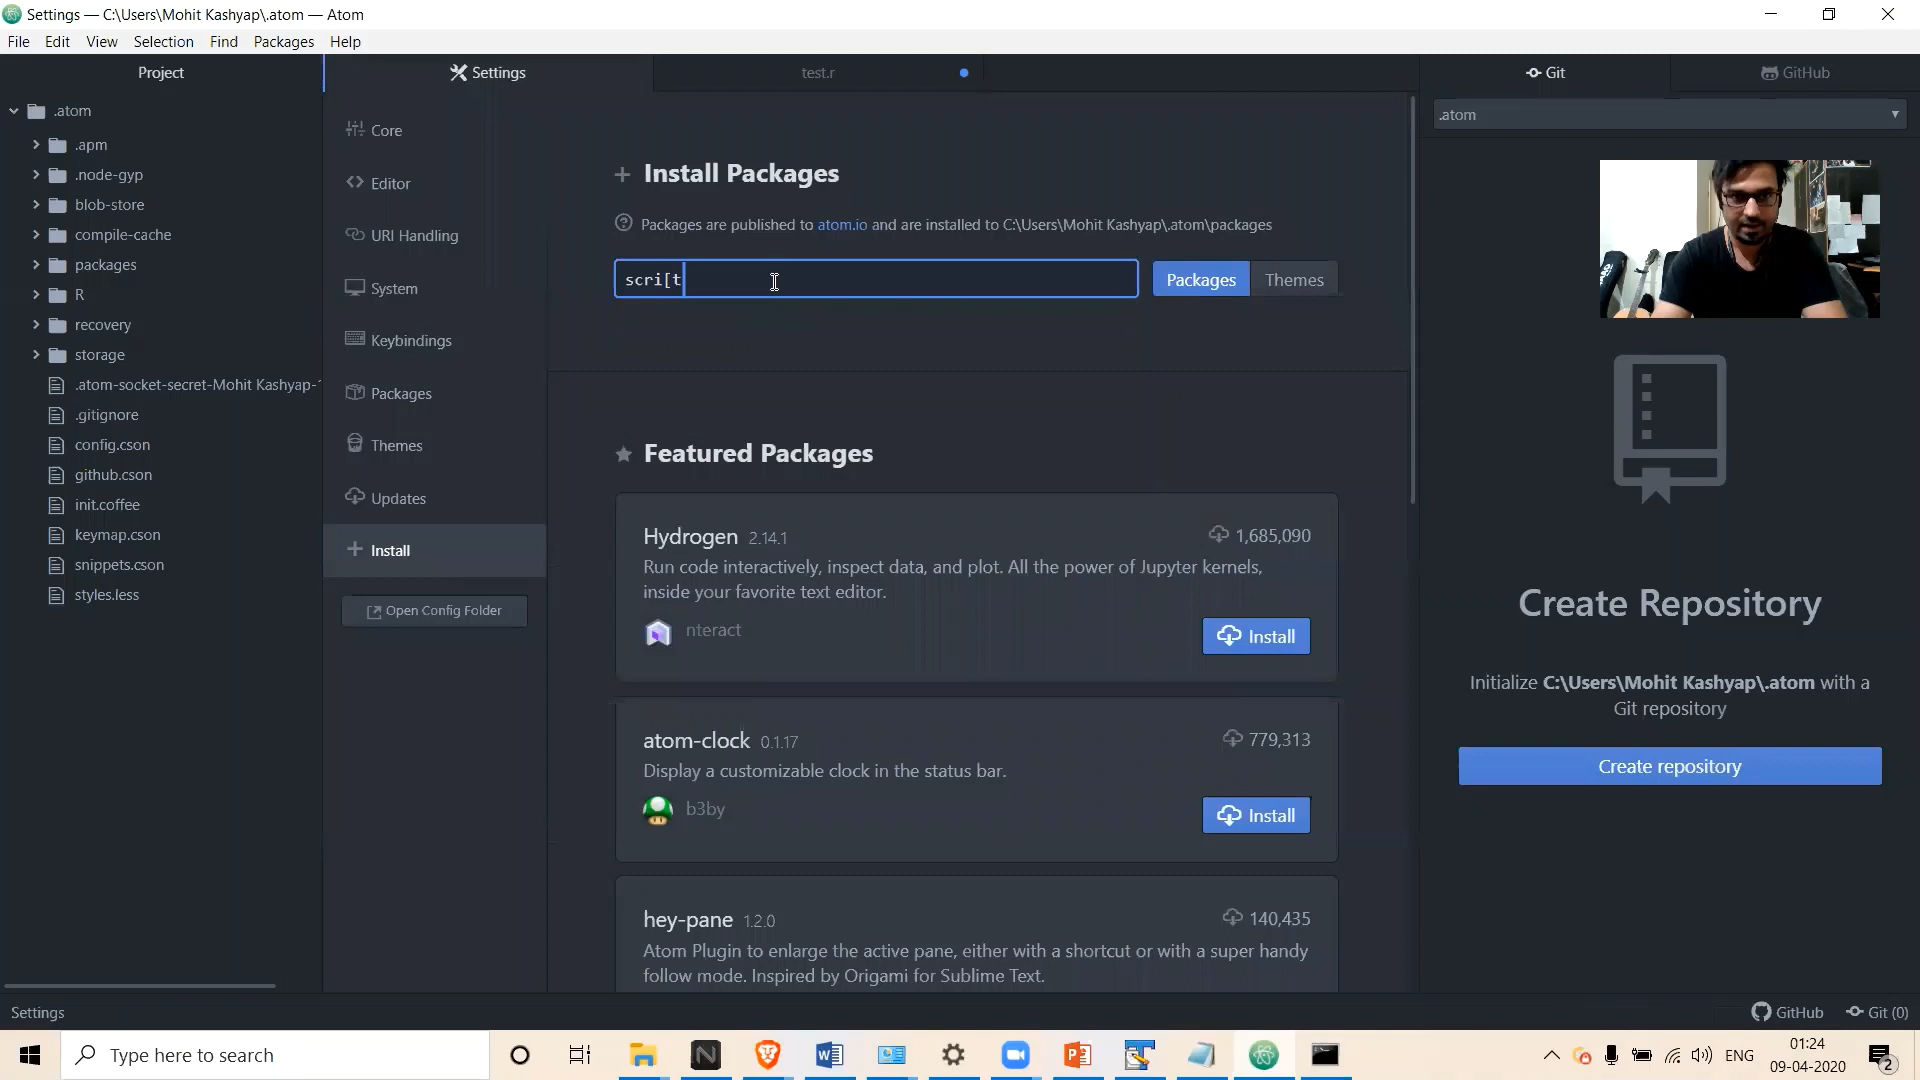 Settings — C:\Users\Mohit Kashyap\.atom — Atom
File Edit View Selection Find Packages Help
Project
.atom
.apm
.node-gyp
blob-store
compile-cache
packages
R
recovery
storage
.atom-socket-secret-Mohit Kashyap-
.gitignore
config.cson
github.cson
init.coffee
keymap.cson
snippets.cson
styles.less
Settings
test.r
Core
Editor
URI Handling
System
Keybindings
Packages
Themes
Updates
Install
Open Config Folder
Install Packages
Packages are published to atom.io and are installed to C:\Users\Mohit Kashyap\.atom\packages
scri[t
Packages Themes
Featured Packages
Hydrogen 2.14.1 1,685,090
Run code interactively, inspect data, and plot. All the power of Jupyter kernels,
inside your favorite text editor.
nteract
Install
atom-clock 0.1.17 779,313
Display a customizable clock in the status bar.
b3by
Install
hey-pane 1.2.0 140,435
Atom Plugin to enlarge the active pane, either with a shortcut or with a super handy
follow mode. Inspired by Origami for Sublime Text.
Git
GitHub
.atom
Create Repository
Initialize C:\Users\Mohit Kashyap\.atom with a
Git repository
Create repository
Settings
GitHub Git (0)
Type here to search
ENG
01:24
09-04-2020
2